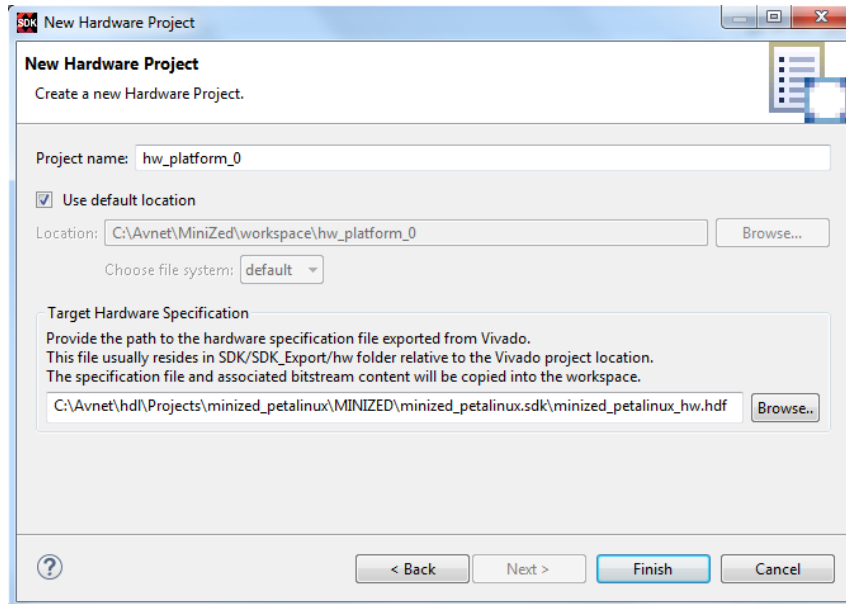 SDK New Hardware Project
New Hardware Project
Create a new Hardware Project.
Project name: hw_platform_0
Use default location
Location: C:\Avnet\MiniZed\workspace\hw_platform_0 Browse...
Choose file system: default
Target Hardware Specification
Provide the path to the hardware specification file exported from Vivado.
This file usually resides in SDK/SDK_Export/hw folder relative to the Vivado project location.
The specification file and associated bitstream content will be copied into the workspace.
C:\Avnet\hdl\Projects\minized_petalinux\MINIZED\minized_petalinux.sdk\minized_petalinux_hw.hdf Browse..
? < Back Next > Finish Cancel